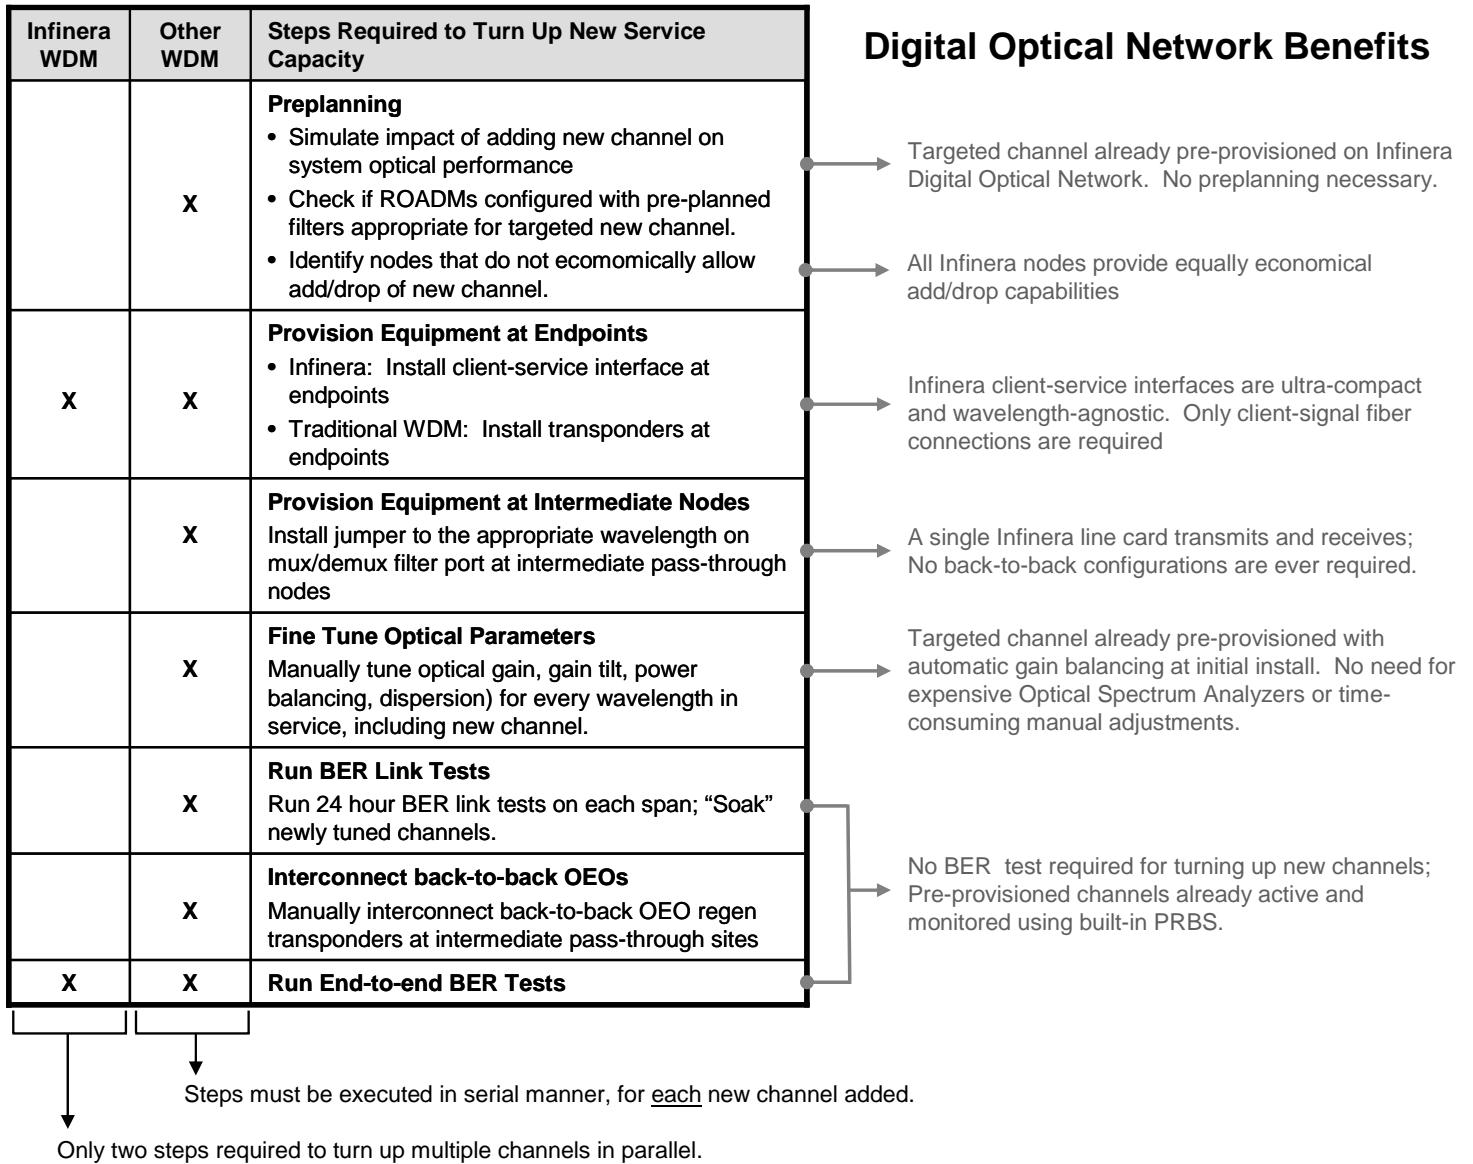 Infinera
WDM
Other
WDM
Steps Required to Turn Up New Service
Capacity
Digital Optical Network Benefits
X
Preplanning
• Simulate impact of adding new channel on
system optical performance
• Check if ROADMs configured with pre-planned
filters appropriate for targeted new channel.
• Identify nodes that do not ecomomically allow
add/drop of new channel.
Targeted channel already pre-provisioned on Infinera
Digital Optical Network.  No preplanning necessary.
All Infinera nodes provide equally economical
add/drop capabilities
X
X
Provision Equipment at Endpoints
• Infinera:  Install client-service interface at
endpoints
• Traditional WDM:  Install transponders at
endpoints
Infinera client-service interfaces are ultra-compact
and wavelength-agnostic.  Only client-signal fiber
connections are required
X
Provision Equipment at Intermediate Nodes
Install jumper to the appropriate wavelength on
mux/demux filter port at intermediate pass-through
nodes
A single Infinera line card transmits and receives;
No back-to-back configurations are ever required.
X
Fine Tune Optical Parameters
Manually tune optical gain, gain tilt, power
balancing, dispersion) for every wavelength in
service, including new channel.
Targeted channel already pre-provisioned with
automatic gain balancing at initial install.  No need for
expensive Optical Spectrum Analyzers or time-
consuming manual adjustments.
X
Run BER Link Tests
Run 24 hour BER link tests on each span; “Soak”
newly tuned channels.
X
Interconnect back-to-back OEOs
Manually interconnect back-to-back OEO regen
transponders at intermediate pass-through sites
No BER  test required for turning up new channels;
Pre-provisioned channels already active and
monitored using built-in PRBS.
X
X
Run End-to-end BER Tests
Steps must be executed in serial manner, for each new channel added.
Only two steps required to turn up multiple channels in parallel.